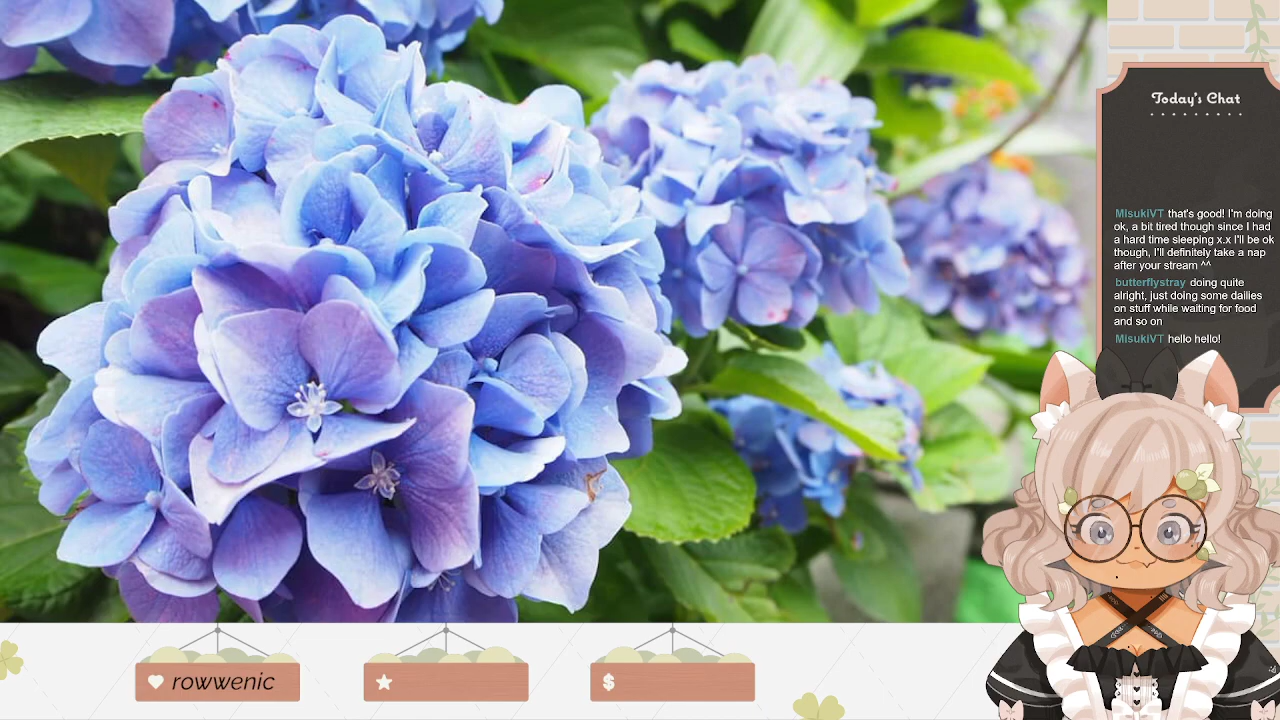 Today's Chat
MisukiVT that's good! I'm doing
ok, a bit tired though since I had
a hard time sleeping x.x I'll be ok
though, I'll definitely take a nap
after your stream ^^
butterflystray doing quite
alright, just doing some dailies
on stuff while waiting for food
and so on
MisukiVT hello hello!
rowwenic
$